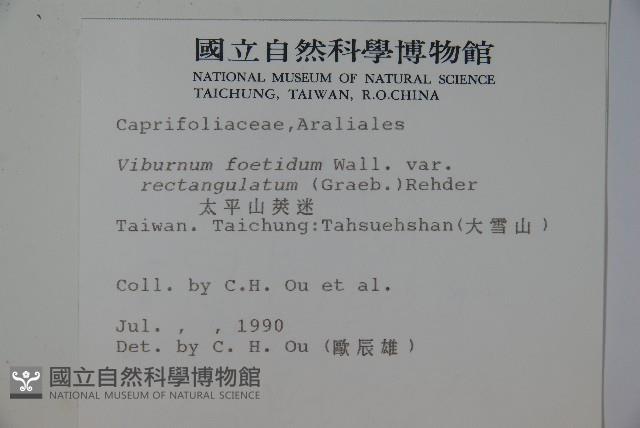 國立自然科學博物館
NATIONAL MUSEUM OF NATURAL SCIENCE
TAICHUNG, TAIWAN, R.O.CHINA
Caprifoliaceae,Araliales
Viburnum foetidum Wall. var.
rectangulatum (Graeb.)Rehder
太平山莢迷
Taiwan. Taichung:Tahsuehshan(大雪山)
Coll. by C.H. Ou et al.
Jul. , , 1990
Det. by C. H. Ou (歐辰雄)
國立自然科學博物館
NATIONAL MUSEUM OF NATURAL SCIENCE